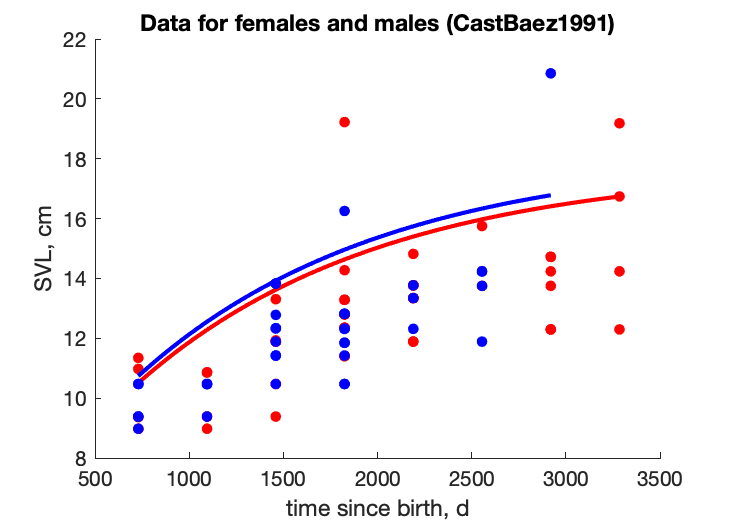 Data for females and males (CastBaez1991)
22
20
18
16
14
12
10
8
SVL, cm
500 1000 1500 2000 2500 3000 3500
time since birth, d